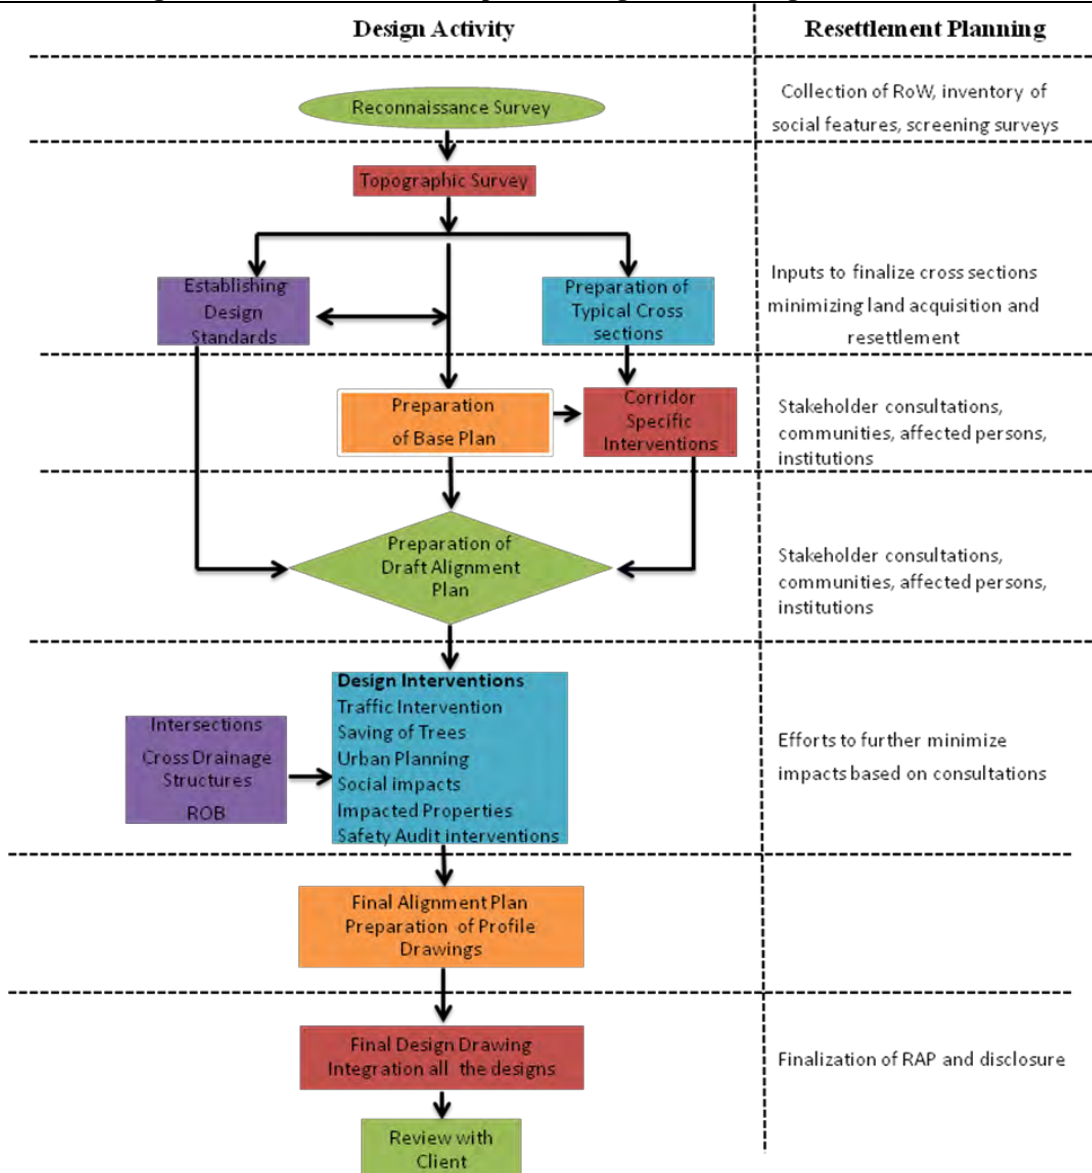 Design Activity
Resettlement Planning
Reconnaissance Survey
Collection of RoW, inventory of
social features, screening surveys
Topographic Survey
Establishing
Design
Standards
Preparation of
Typical Cross
sections
Inputs to finalize cross sections
minimizing land acquisition and
resettlement
Preparation
of Base Plan
Corridor
Specific
Interventions
Stakeholder consultations,
communities, affected persons,
institutions
Preparation of
Draft Alignment
Plan
Stakeholder consultations,
communities, affected persons,
institutions
Intersections
Cross Drainage
Structures
ROB
Design Interventions
Traffic Intervention
Saving of Trees
Urban Planning
Social impacts
Impacted Properties
Safety Audit interventions
Efforts to further minimize
impacts based on consultations
Final Alignment Plan
Preparation of Profile
Drawings
Final Design Drawing
Integration all the designs
Finalization of RAP and disclosure
Review with
Client